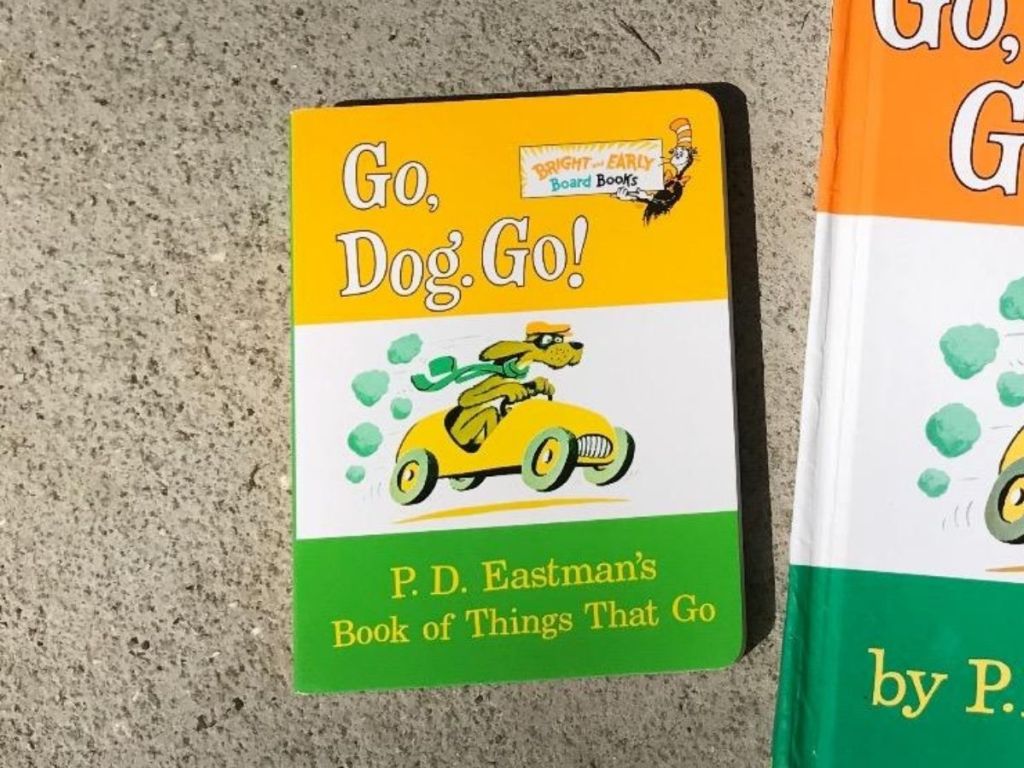 Go,
Dog. Go!
BRIGHT and EARLY
Board Books
P. D. Eastman's
Book of Things That Go
Go,
G
by P.